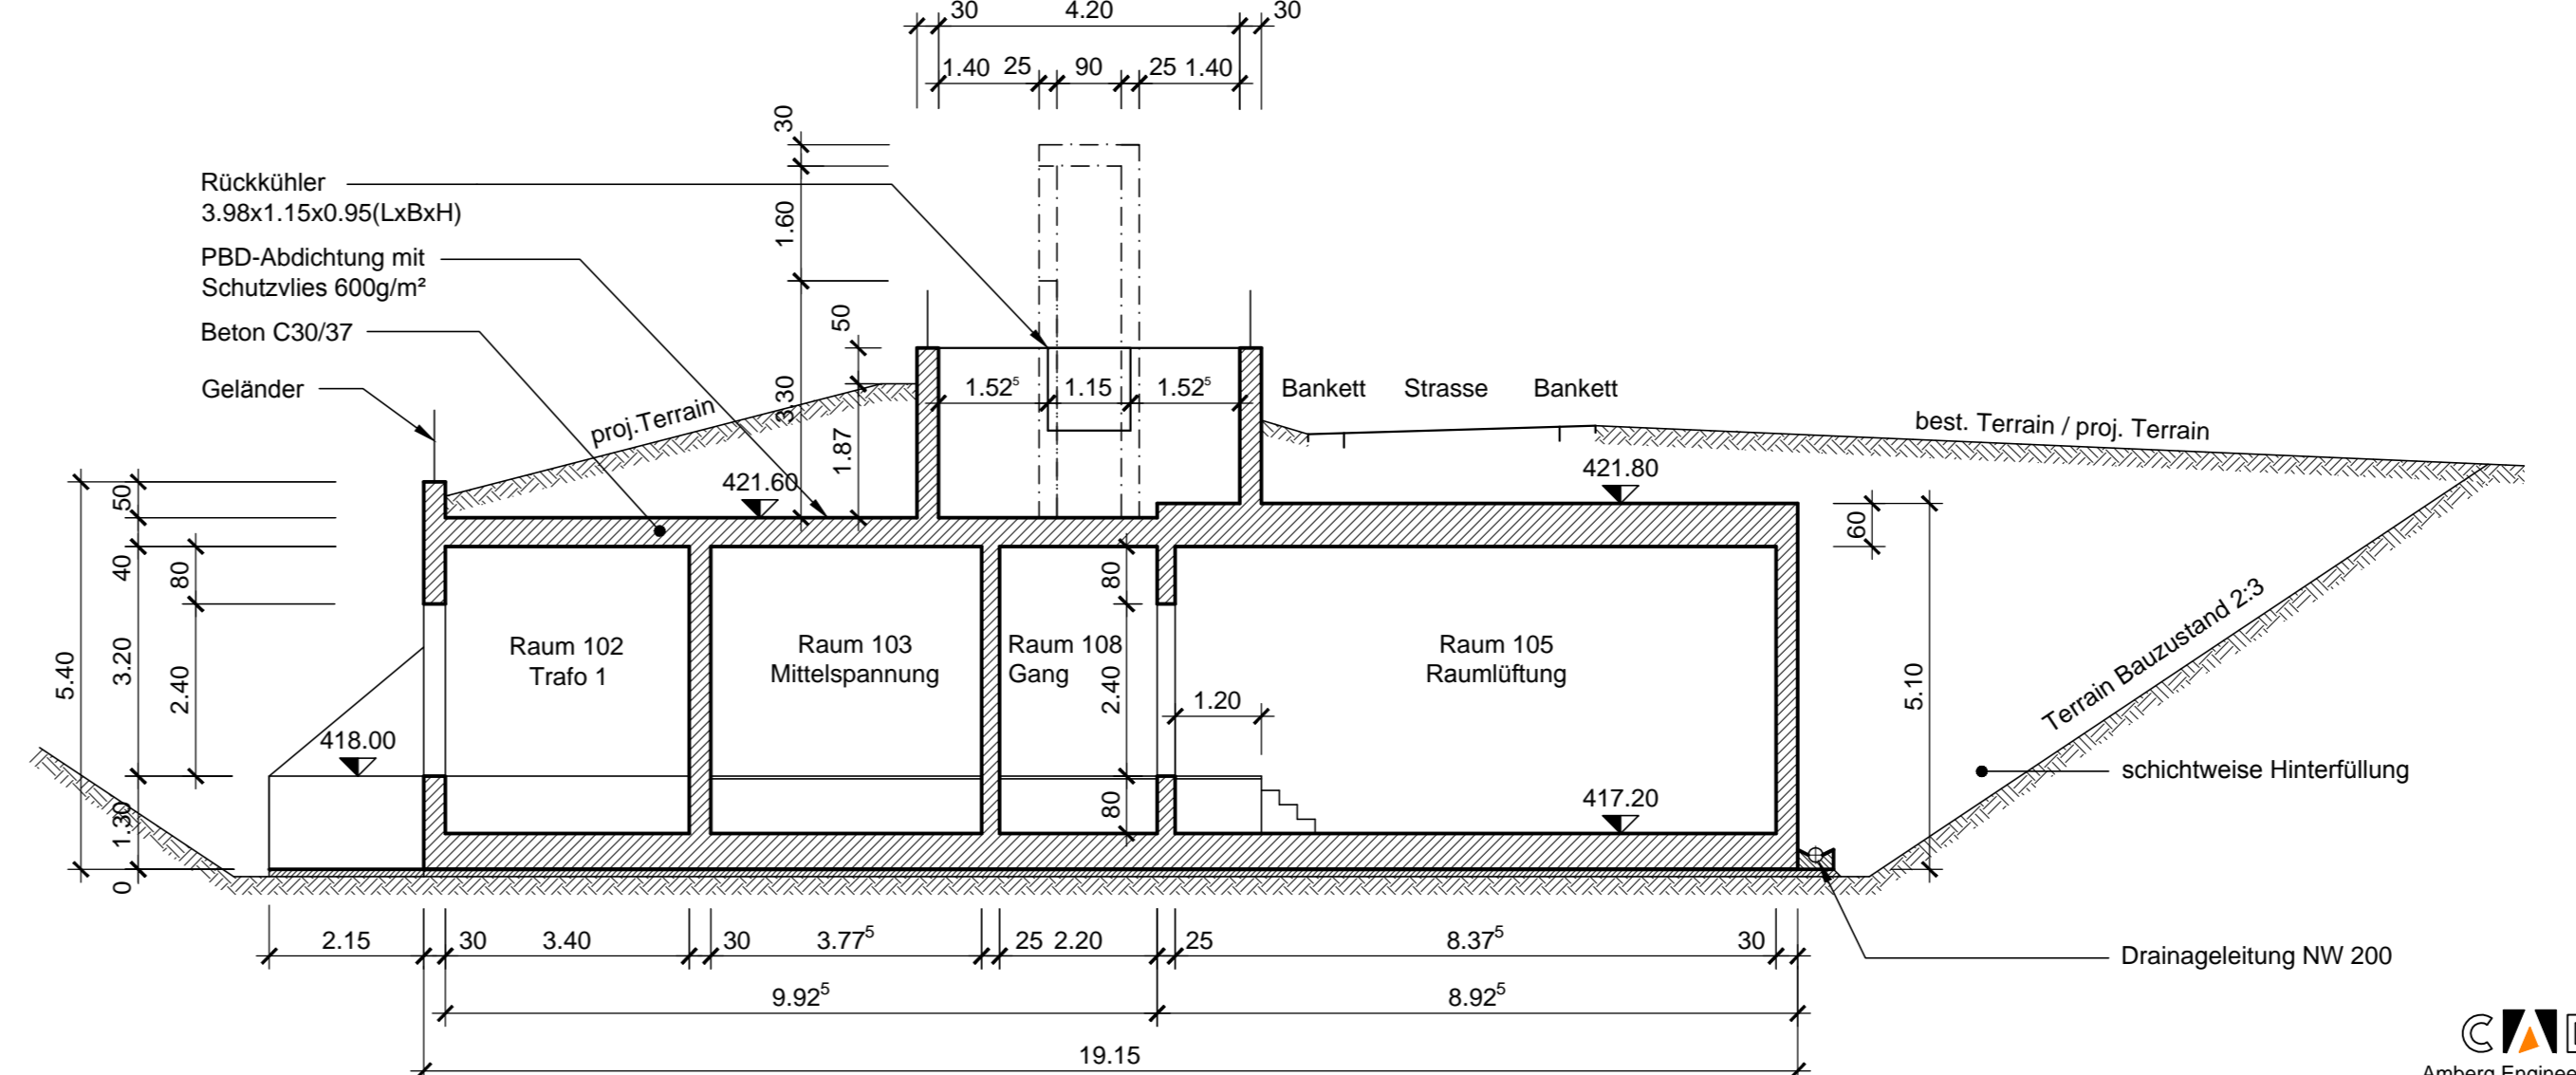 30 4.20 30
1.40 25 90 25 1.40
30
1.60
3.30
50
1.87
Rückkühler
3.98x1.15x0.95(LxBxH)
PBD-Abdichtung mit
Schutzvlies 600g/m²
Beton C30/37
Geländer
proj.Terrain
1.52⁵ 1.15 1.52⁵
Bankett Strasse Bankett
best. Terrain / proj. Terrain
421.60
421.80
50
40
80
5.40
3.20
2.40
1.30
0
418.00
Raum 102
Trafo 1
Raum 103
Mittelspannung
Raum 108
Gang
80
2.40
80
1.20
Raum 105
Raumlüftung
417.20
60
5.10
Terrain Bauzustand 2:3
schichtweise Hinterfüllung
Drainageleitung NW 200
2.15 30 3.40 30 3.77⁵ 25 2.20 25 8.37⁵ 30
9.92⁵ 8.92⁵
19.15
CA
Amberg